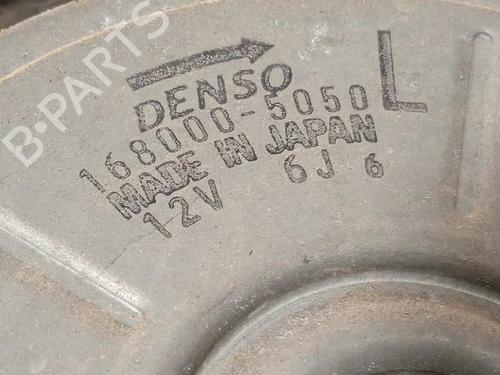 B-PARTS
DENSO L
168000-5050
MADE IN JAPAN
12V 6J 6